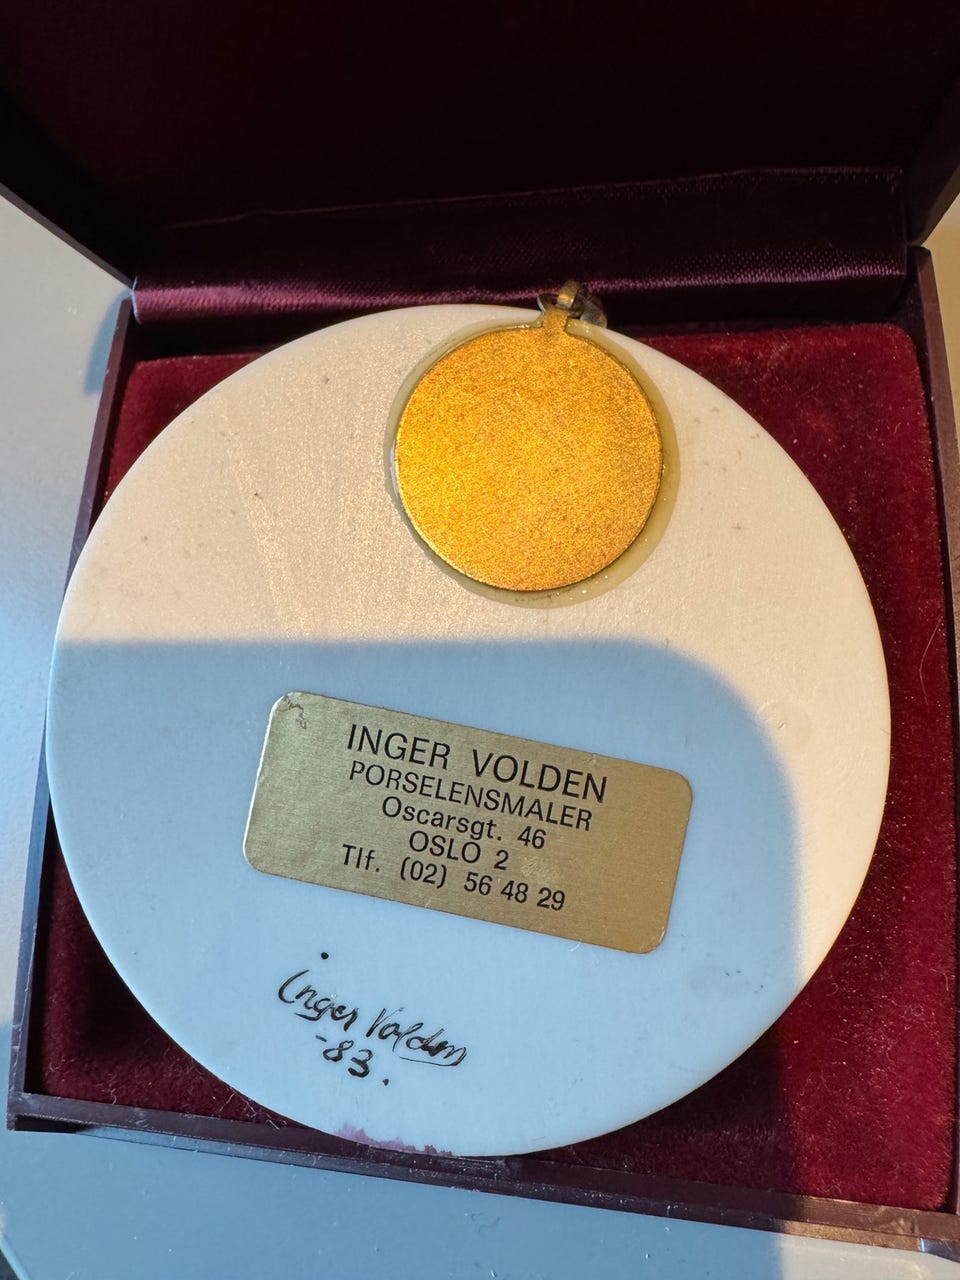 INGER VOLDEN
PORSELENSMALER
Oscarsgt. 46
OSLO 2
Tlf. (02) 56 48 29
Inger Volden
-83.